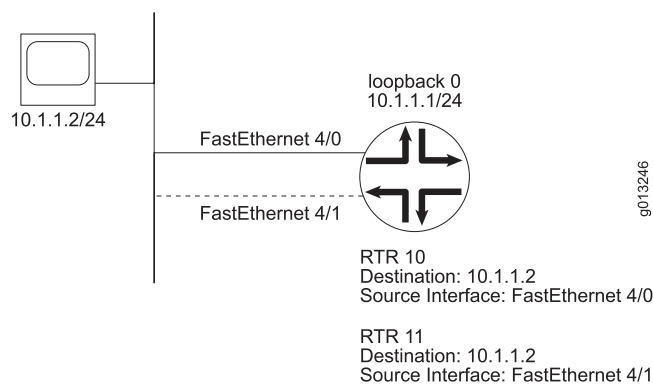 loopback 0
10.1.1.1/24
10.1.1.2/24
FastEthernet 4/0
FastEthernet 4/1
g013246
RTR 10
Destination: 10.1.1.2
Source Interface: FastEthernet 4/0
RTR 11
Destination: 10.1.1.2
Source Interface: FastEthernet 4/1